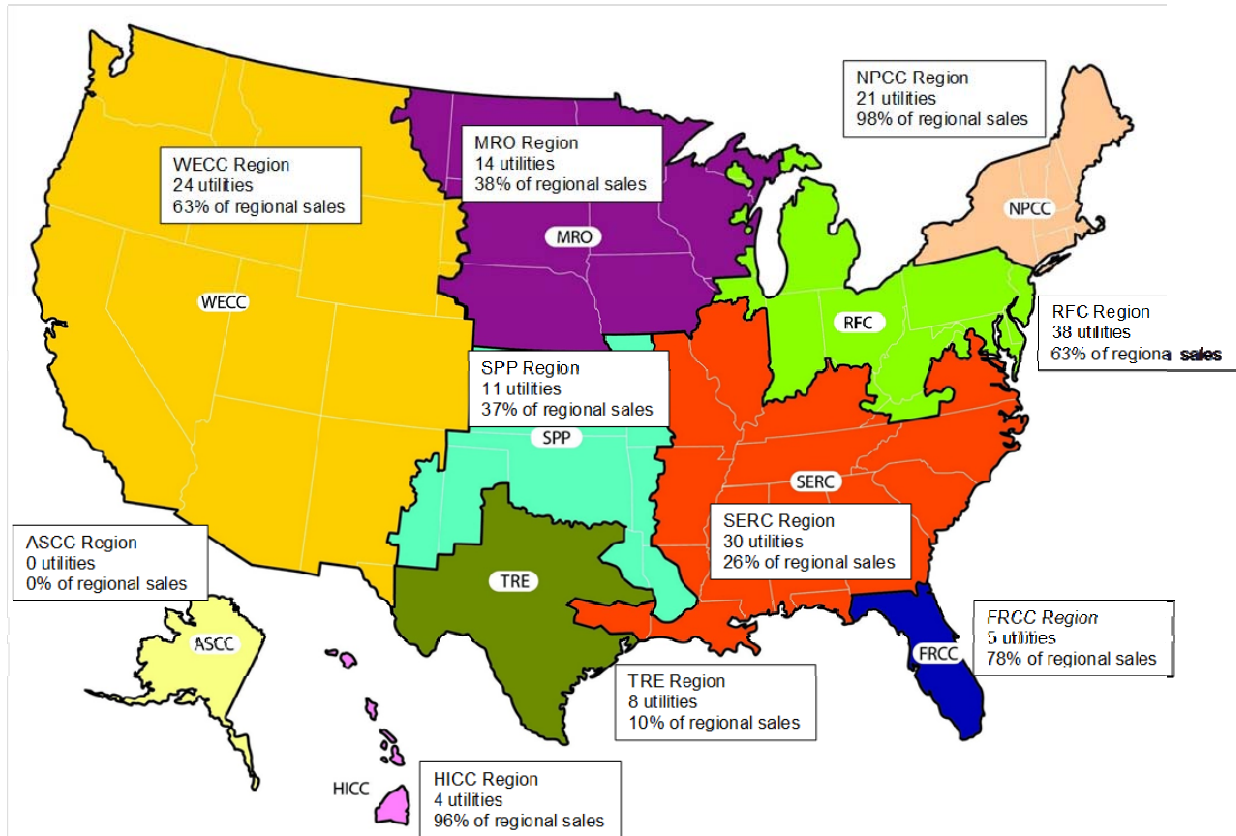 NPCC Region
21 utilities
98% of regional sales
MRO Region
14 utilities
38% of regional sales
WECC Region
24 utilities
63% of regional sales
NPCC
MRO
WECC
RFC Region
38 utilities
63% of regional sales
RFC
SPP Region
11 utilities
37% of regional sales
SPP
SERC
SERC Region
30 utilities
26% of regional sales
ASCC Region
0 utilities
0% of regional sales
TRE
FRCC Region
5 utilities
78% of regional sales
ASCC
FRCC
TRE Region
8 utilities
10% of regional sales
HICC
HICC Region
4 utilities
96% of regional sales